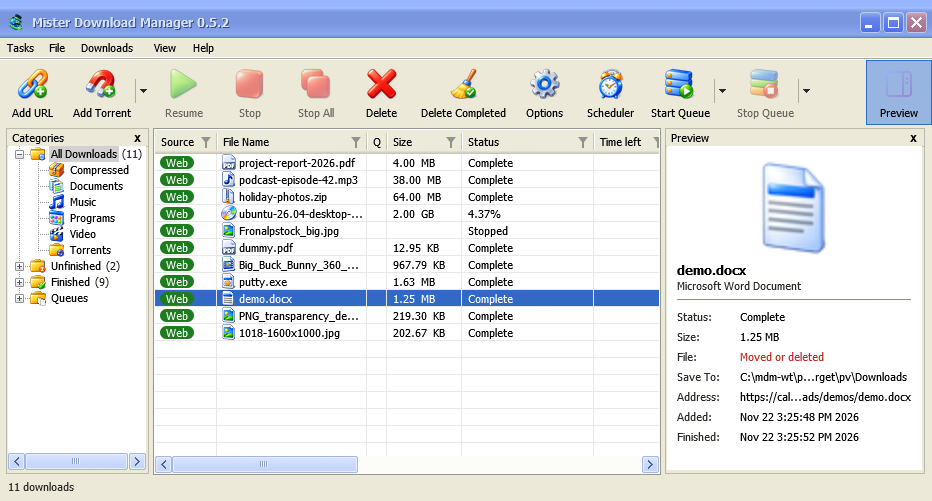 Mister Download Manager 0.5.2
Tasks File Downloads View Help
Add URL Add Torrent Resume Stop Stop All Delete Delete Completed Options Scheduler Start Queue Stop Queue Preview
Categories x
All Downloads (11)
Compressed
Documents
Music
Programs
Video
Torrents
Unfinished (2)
Finished (9)
Queues
Source File Name Q Size Status Time left
Web project-report-2026.pdf 4.00 MB Complete
Web podcast-episode-42.mp3 38.00 MB Complete
Web holiday-photos.zip 64.00 MB Complete
Web ubuntu-26.04-desktop-... 2.00 GB 4.37%
Web Fronalpstock_big.jpg Stopped
Web dummy.pdf 12.95 KB Complete
Web Big_Buck_Bunny_360_... 967.79 KB Complete
Web putty.exe 1.63 MB Complete
Web demo.docx 1.25 MB Complete
Web PNG_transparency_de... 219.30 KB Complete
Web 1018-1600x1000.jpg 202.67 KB Complete
Preview x
demo.docx
Microsoft Word Document
Status: Complete
Size: 1.25 MB
File: Moved or deleted
Save To: C:\mdm-wt\p...rget\pv\Downloads
Address: https://cal...ads/demos/demo.docx
Added: Nov 22 3:25:48 PM 2026
Finished: Nov 22 3:25:52 PM 2026
11 downloads